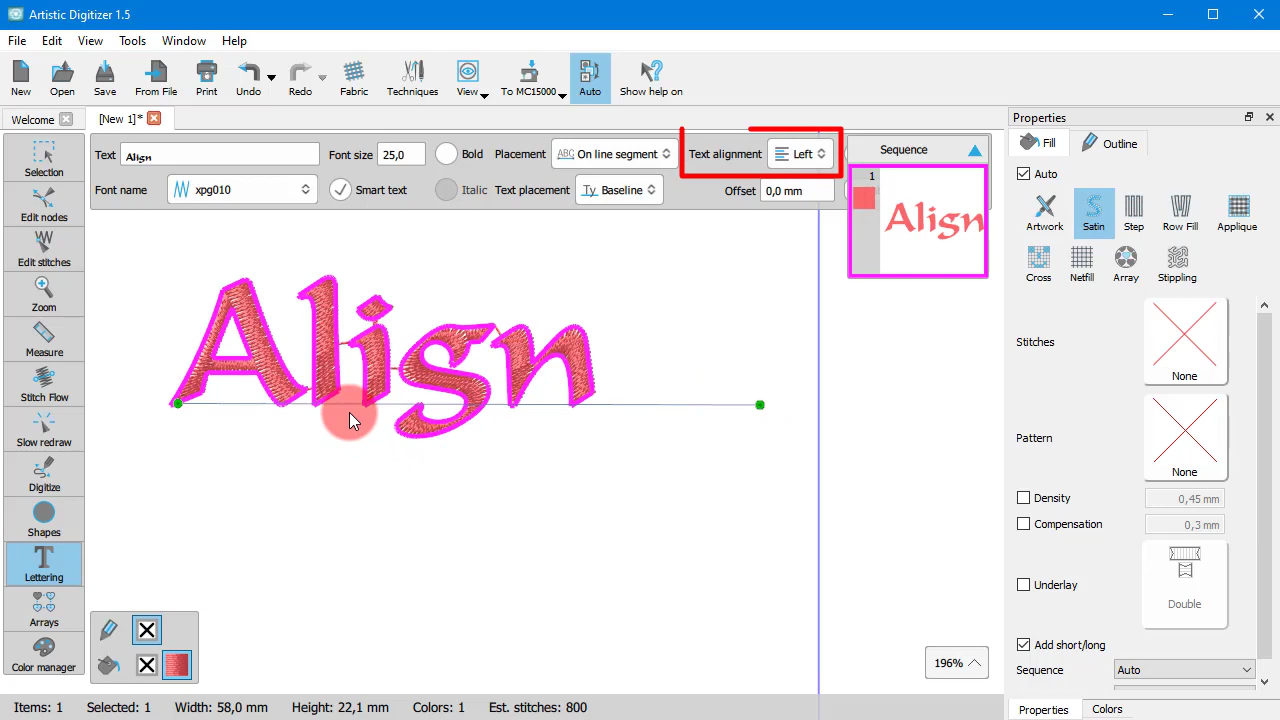 Artistic Digitizer 1.5
File Edit View Tools Window Help
New Open Save From File Print Undo Redo Fabric Techniques View To MC15000 Auto Show help on
Welcome [New 1]*
Properties
Text Align Font size 25,0 Bold Placement ABC On line segment Text alignment Left
Font name xpg010 Smart text Italic Text placement Ty Baseline Offset 0,0 mm
Sequence
1
Align
Selection
Edit nodes
Edit stitches
Zoom
Measure
Stitch Flow
Slow redraw
Digitize
Shapes
T
Lettering
Arrays
Color manager
Align
196%
Fill Outline
Auto
Artwork Satin Step Row Fill Applique
Cross Netfill Array Stippling
Stitches
None
Pattern
None
Density 0,45 mm
Compensation 0,3 mm
Underlay
Double
Add short/long
Sequence Auto
Properties Colors
Items: 1 Selected: 1 Width: 58,0 mm Height: 22,1 mm Colors: 1 Est. stitches: 800